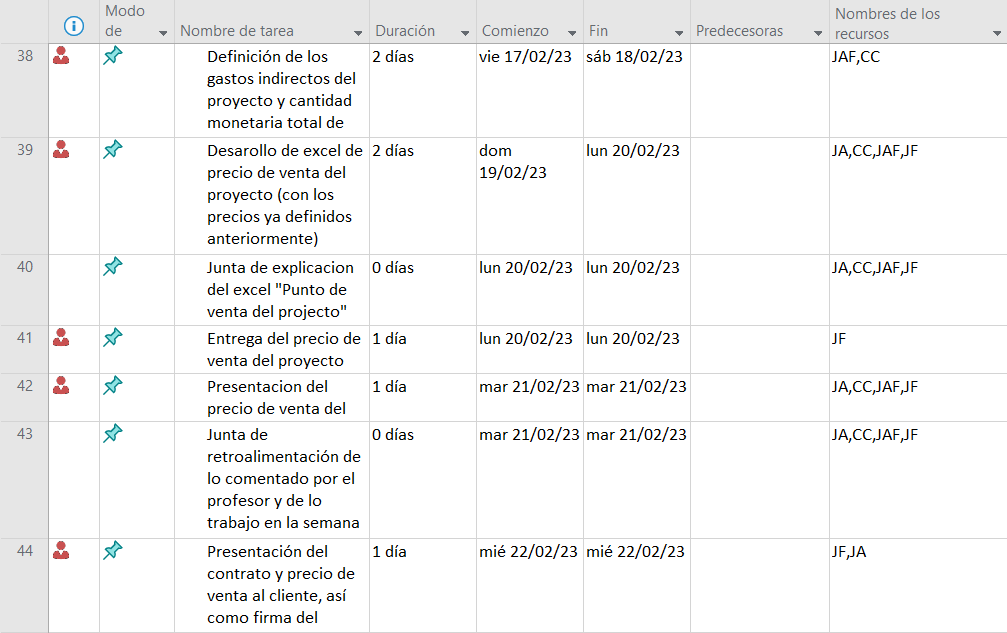 Modo de
Nombre de tarea
Duración
Comienzo
Fin
Predecesoras
Nombres de los recursos
38
Definición de los
gastos indirectos del
proyecto y cantidad
monetaria total de
2 días
vie 17/02/23
sáb 18/02/23
JAF,CC
39
Desarollo de excel de
precio de venta del
proyecto (con los
precios ya definidos
anteriormente)
2 días
dom
19/02/23
lun 20/02/23
JA,CC,JAF,JF
40
Junta de explicacion
del excel "Punto de
venta del projecto"
0 días
lun 20/02/23
lun 20/02/23
JA,CC,JAF,JF
41
Entrega del precio de
venta del proyecto
1 día
lun 20/02/23
lun 20/02/23
JF
42
Presentacion del
precio de venta del
1 día
mar 21/02/23
mar 21/02/23
JA,CC,JAF,JF
43
Junta de
retroalimentación de
lo comentado por el
profesor y de lo
trabajo en la semana
0 días
mar 21/02/23
mar 21/02/23
JA,CC,JAF,JF
44
Presentación del
contrato y precio de
venta al cliente, así
como firma del
1 día
mié 22/02/23
mié 22/02/23
JF,JA